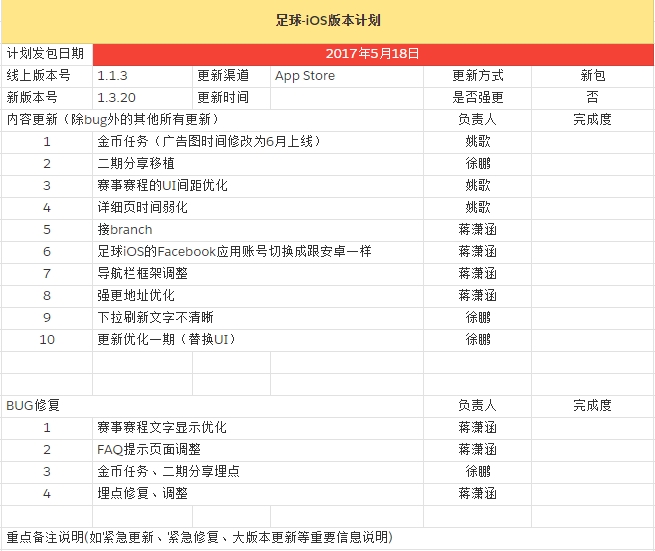 足球-iOS版本计划
计划发包日期 2017年5月18日
线上版本号 1.1.3 更新渠道 App Store 更新方式 新包
新版本号 1.3.20 更新时间 是否强更 否
内容更新（除bug外的其他所有更新） 负责人 完成度
1 金币任务（广告图时间修改为6月上线） 姚歌
2 二期分享移植 徐鹏
3 赛事赛程的UI间距优化 姚歌
4 详细页时间弱化 姚歌
5 接branch 蒋潇涵
6 足球iOS的Facebook应用账号切换成跟安卓一样 蒋潇涵
7 导航栏框架调整 蒋潇涵
8 强更地址优化 蒋潇涵
9 下拉刷新文字不清晰 徐鹏
10 更新优化一期（替换UI） 徐鹏
BUG修复 负责人 完成度
1 赛事赛程文字显示优化 蒋潇涵
2 FAQ提示页面调整 蒋潇涵
3 金币任务、二期分享埋点 徐鹏
4 埋点修复、调整 蒋潇涵
重点备注说明(如紧急更新、紧急修复、大版本更新等重要信息说明)